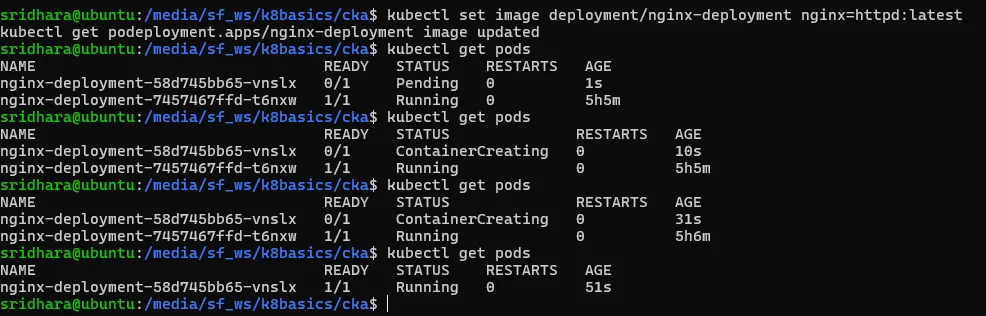 sridhara@ubuntu:/media/sf_ws/k8basics/cka$ kubectl set image deployment/nginx-deployment nginx=httpd:latest
kubectl get podeployment.apps/nginx-deployment image updated
sridhara@ubuntu:/media/sf_ws/k8basics/cka$ kubectl get pods
NAME READY STATUS RESTARTS AGE
nginx-deployment-58d745bb65-vnslx 0/1 Pending 0 1s
nginx-deployment-7457467ffd-t6nxw 1/1 Running 0 5h5m
sridhara@ubuntu:/media/sf_ws/k8basics/cka$ kubectl get pods
NAME READY STATUS RESTARTS AGE
nginx-deployment-58d745bb65-vnslx 0/1 ContainerCreating 0 10s
nginx-deployment-7457467ffd-t6nxw 1/1 Running 0 5h5m
sridhara@ubuntu:/media/sf_ws/k8basics/cka$ kubectl get pods
NAME READY STATUS RESTARTS AGE
nginx-deployment-58d745bb65-vnslx 0/1 ContainerCreating 0 31s
nginx-deployment-7457467ffd-t6nxw 1/1 Running 0 5h6m
sridhara@ubuntu:/media/sf_ws/k8basics/cka$ kubectl get pods
NAME READY STATUS RESTARTS AGE
nginx-deployment-58d745bb65-vnslx 1/1 Running 0 51s
sridhara@ubuntu:/media/sf_ws/k8basics/cka$